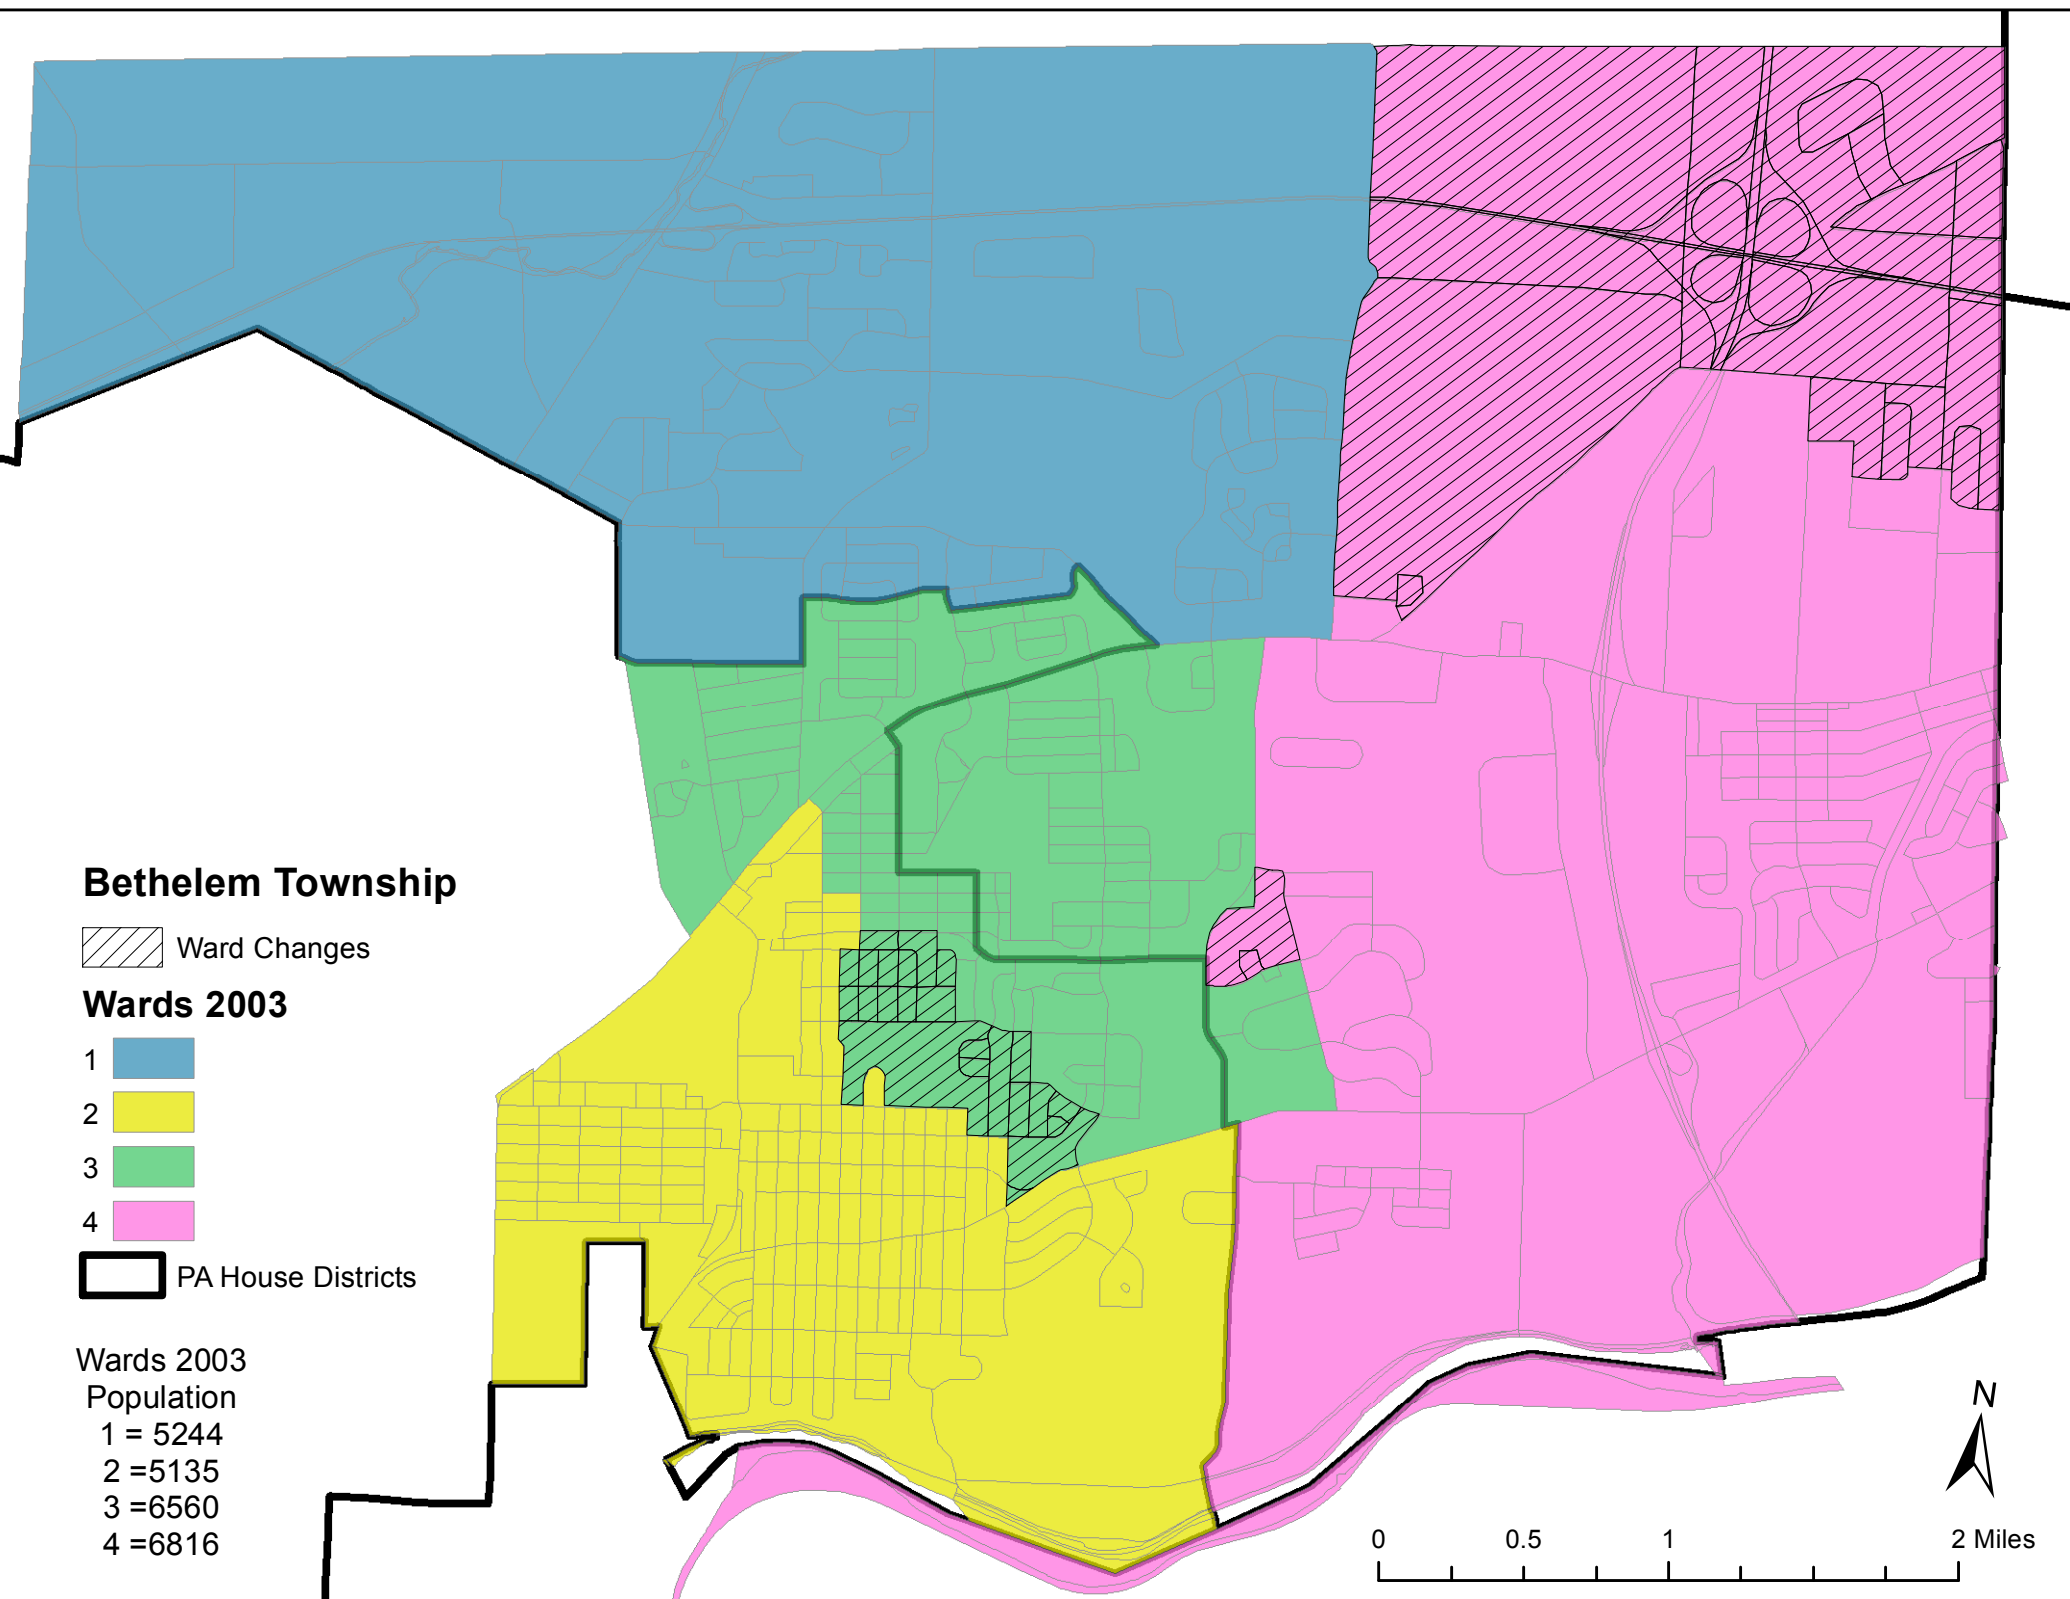 Bethelem Township
Ward Changes
Wards 2003
1
2
3
4
PA House Districts
Wards 2003
Population
1 = 5244
2 =5135
3 =6560
4 =6816
N
0 0.5 1 2 Miles